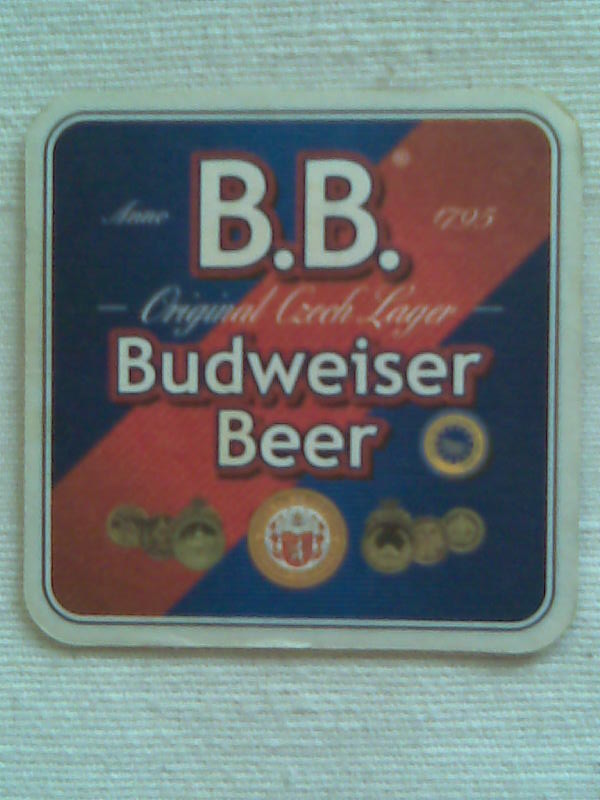 B.B.®
Anno 1795
Original Czech Lager
Budweiser
Beer